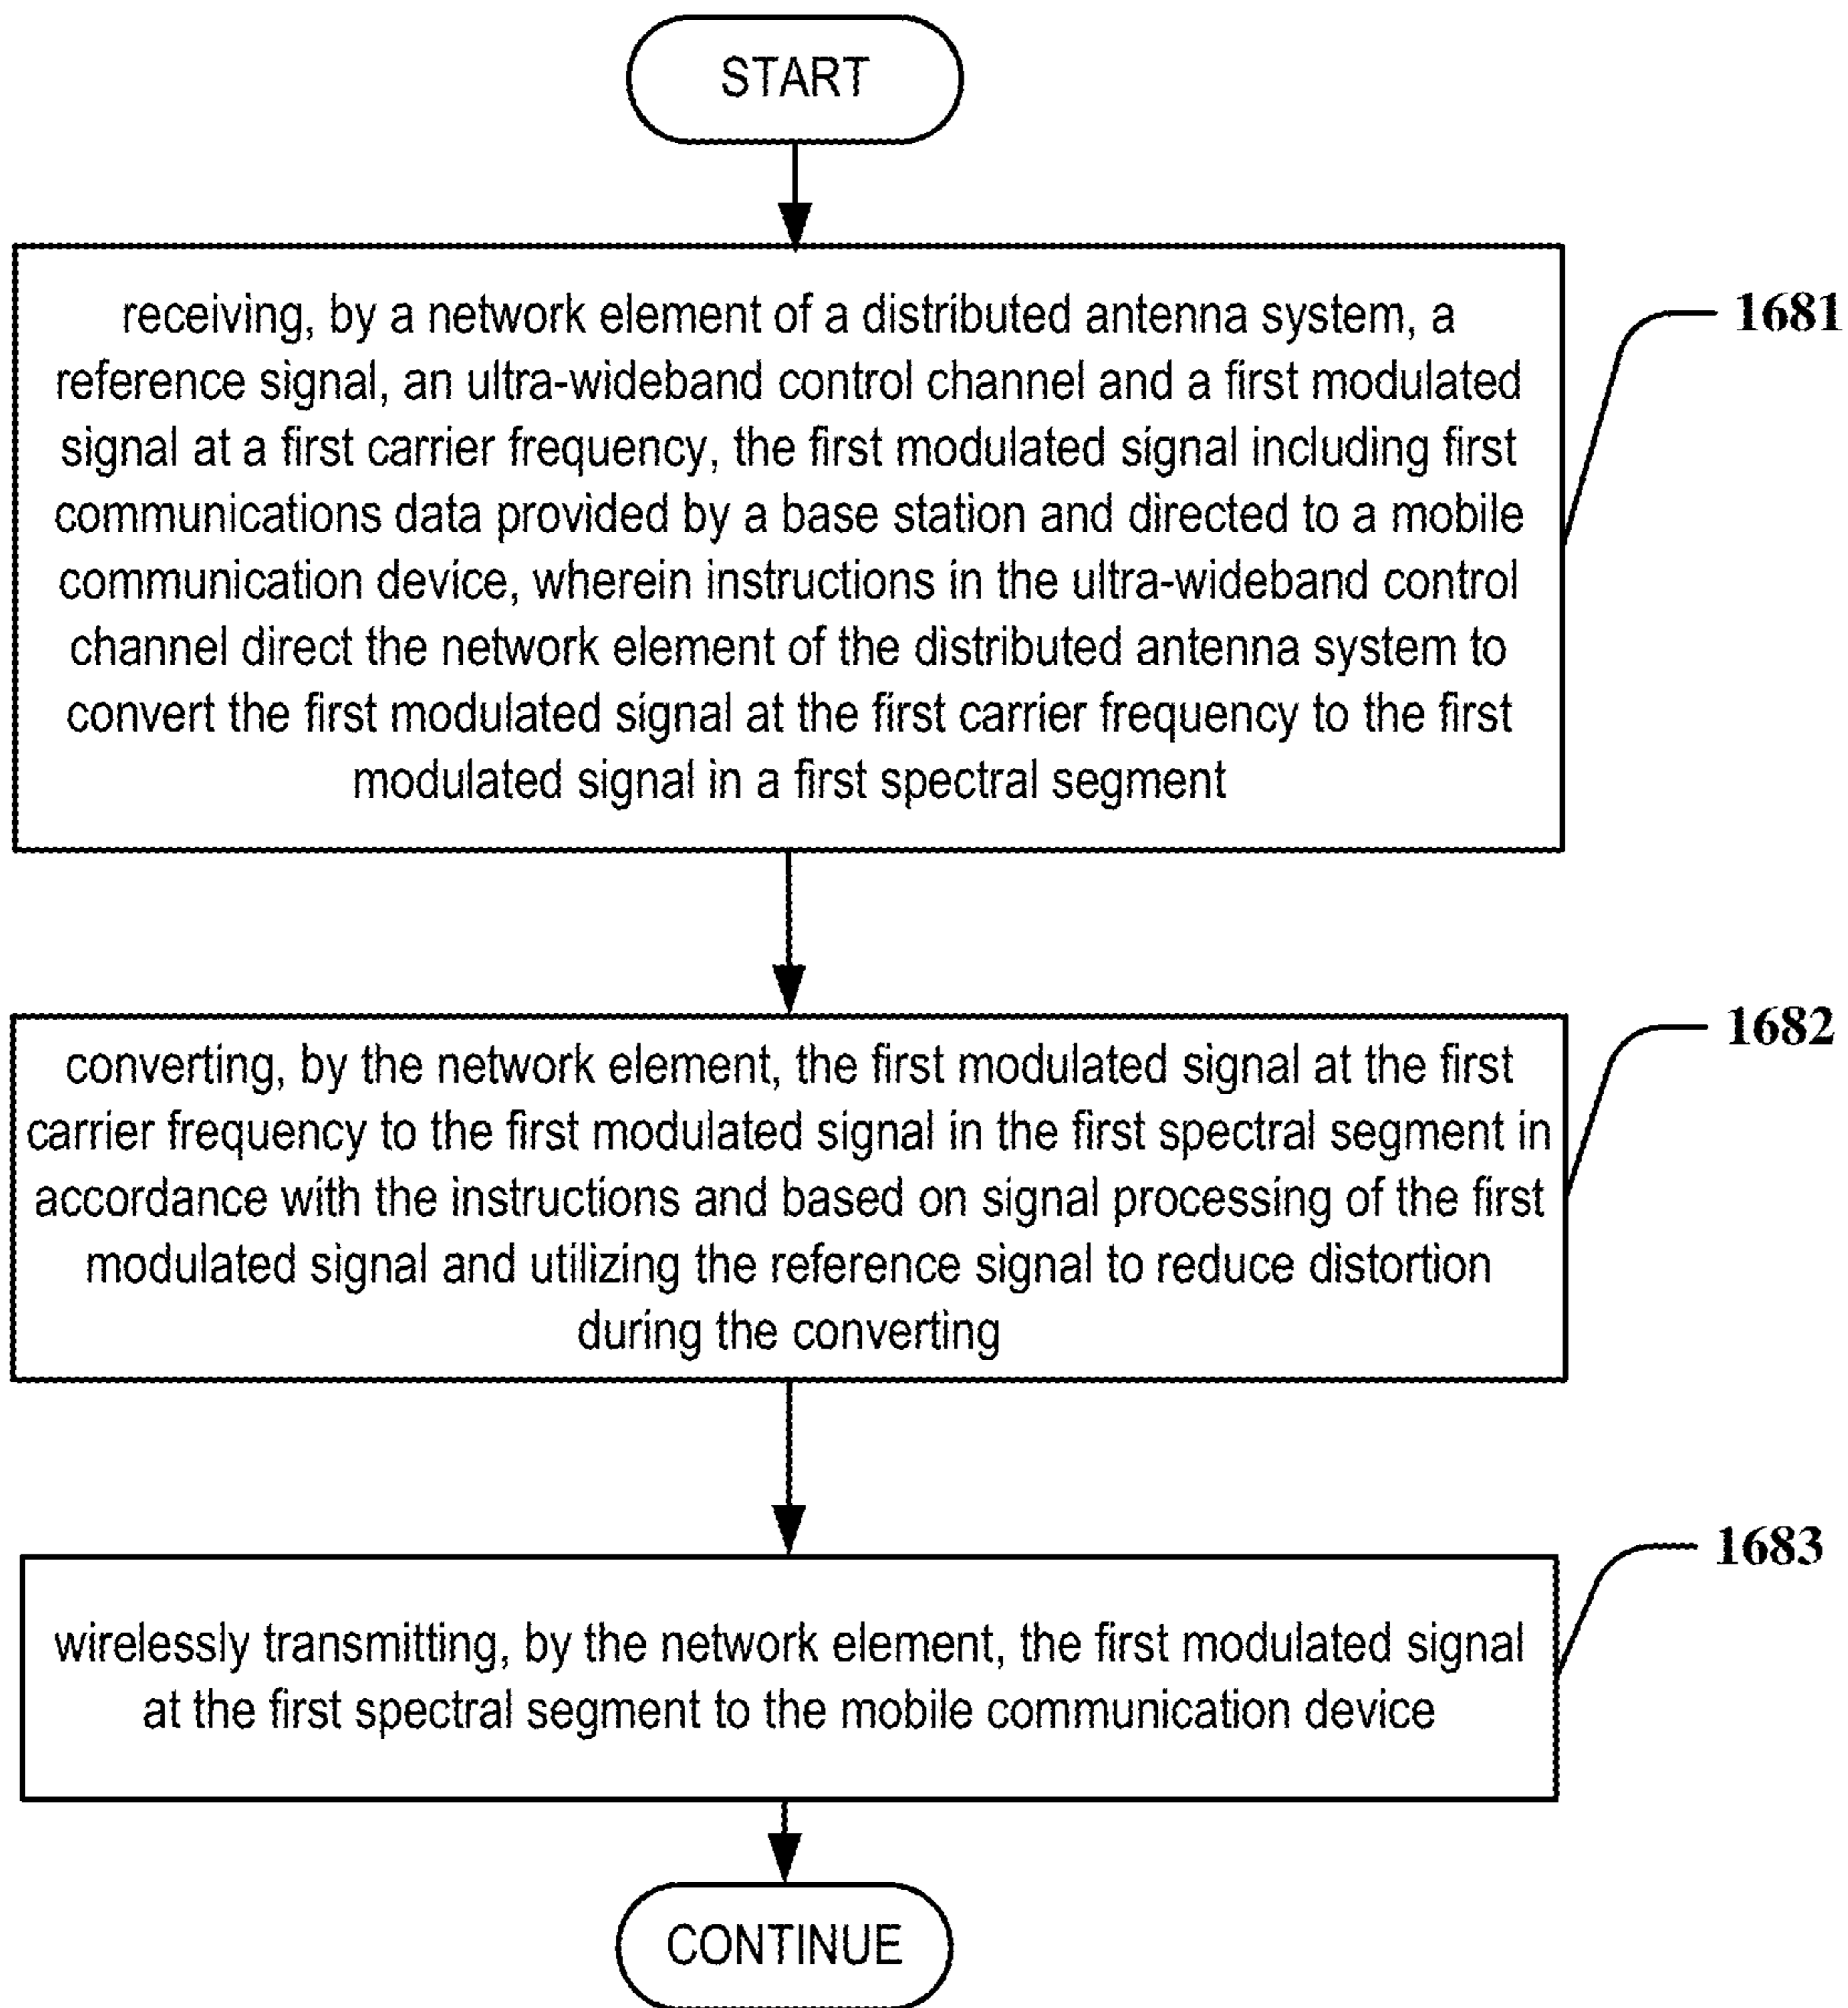 START
receiving, by a network element of a distributed antenna system, a
reference signal, an ultra-wideband control channel and a first modulated
signal at a first carrier frequency, the first modulated signal including first
communications data provided by a base station and directed to a mobile
communication device, wherein instructions in the ultra-wideband control
channel direct the network element of the distributed antenna system to
convert the first modulated signal at the first carrier frequency to the first
modulated signal in a first spectral segment
1681
converting, by the network element, the first modulated signal at the first
carrier frequency to the first modulated signal in the first spectral segment in
accordance with the instructions and based on signal processing of the first
modulated signal and utilizing the reference signal to reduce distortion
during the converting
1682
wirelessly transmitting, by the network element, the first modulated signal
at the first spectral segment to the mobile communication device
1683
CONTINUE